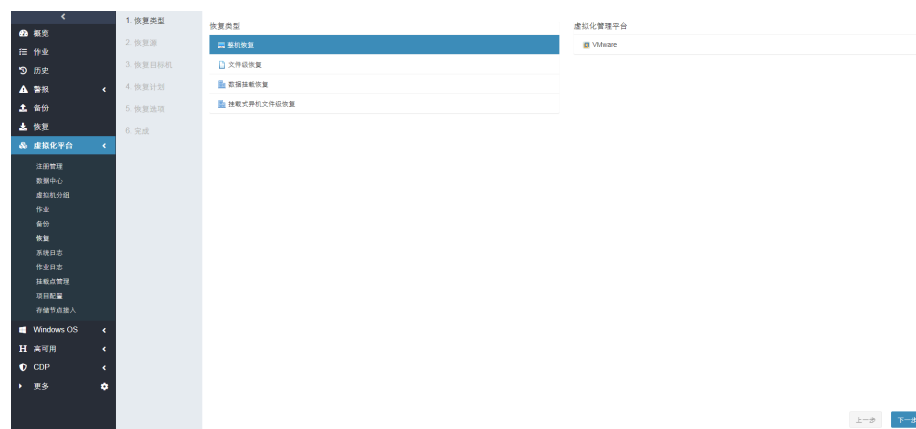 概览
作业
历史
警报
备份
恢复
虚拟化平台
注册管理
数据中心
虚拟机分组
作业
备份
恢复
系统日志
作业日志
挂载点管理
项目配置
存储节点接入
Windows OS
高可用
CDP
更多
1. 恢复类型
2. 恢复源
3. 恢复目标机
4. 恢复计划
5. 恢复选项
6. 完成
恢复类型
整机恢复
文件级恢复
数据挂载恢复
挂载式异机文件级恢复
虚拟化管理平台
VMware
上一步
下一步